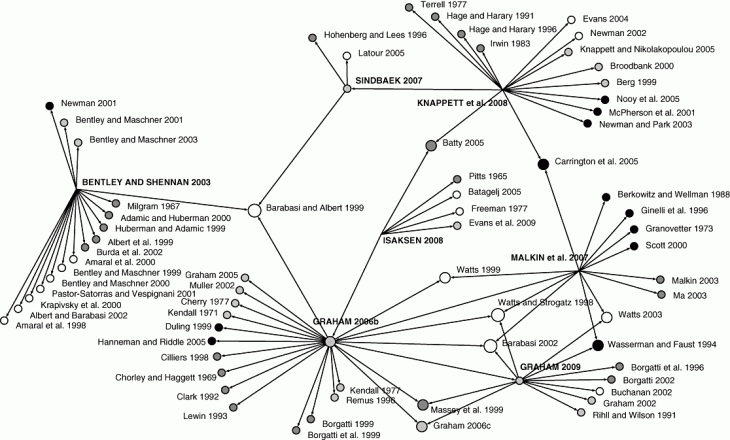 Terrell 1977
Hage and Harary 1991
Hage and Harary 1996
Irwin 1983
Hohenberg and Lees 1996
Latour 2005
SINDBAEK 2007
Evans 2004
Newman 2002
Knappett and Nikolakopoulou 2005
Broodbank 2000
Berg 1999
Nooy et al. 2005
McPherson et al. 2001
Newman and Park 2003
KNAPPETT et al. 2008
Newman 2001
Bentley and Maschner 2001
Bentley and Maschner 2003
BENTLEY AND SHENNAN 2003
Batty 2005
Carrington et al. 2005
Pitts 1965
Batagelj 2005
Freeman 1977
Evans et al. 2009
ISAKSEN 2008
Barabasi and Albert 1999
Milgram 1967
Adamic and Huberman 2000
Huberman and Adamic 1999
Albert et al. 1999
Burda et al. 2002
Amaral et al. 2000
Bentley and Maschner 1999
Bentley and Maschner 2000
Pastor-Satorras and Vespignani 2001
Krapivsky et al. 2000
Albert and Barabasi 2002
Amaral et al. 1998
Berkowitz and Wellman 1988
Ginelli et al. 1996
Granovetter 1973
Scott 2000
MALKIN et al. 2007
Malkin 2003
Ma 2003
Watts 1999
Watts and Strogatz 1998
Watts 2003
Barabasi 2002
Wasserman and Faust 1994
Graham 2005
Muller 2002
Cherry 1977
Kendall 1971
Duling 1999
Hanneman and Riddle 2005
Cilliers 1998
Chorley and Haggett 1969
Clark 1992
Lewin 1993
GRAHAM 2006b
Kendall 1977
Remus 1996
Borgatti 1999
Borgatti et al. 1999
Massey et al. 1999
Graham 2006c
GRAHAM 2009
Borgatti et al. 1996
Borgatti 2002
Buchanan 2002
Graham 2002
Rihll and Wilson 1991